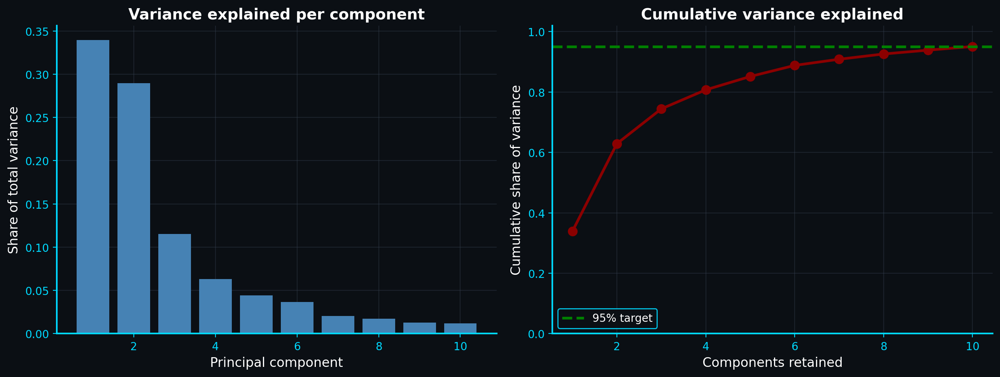 Variance explained per component
Share of total variance
0.35
0.30
0.25
0.20
0.15
0.10
0.05
0.00
2 4 6 8 10
Principal component
Cumulative variance explained
Cumulative share of variance
1.0
0.8
0.6
0.4
0.2
0.0
95% target
2 4 6 8 10
Components retained